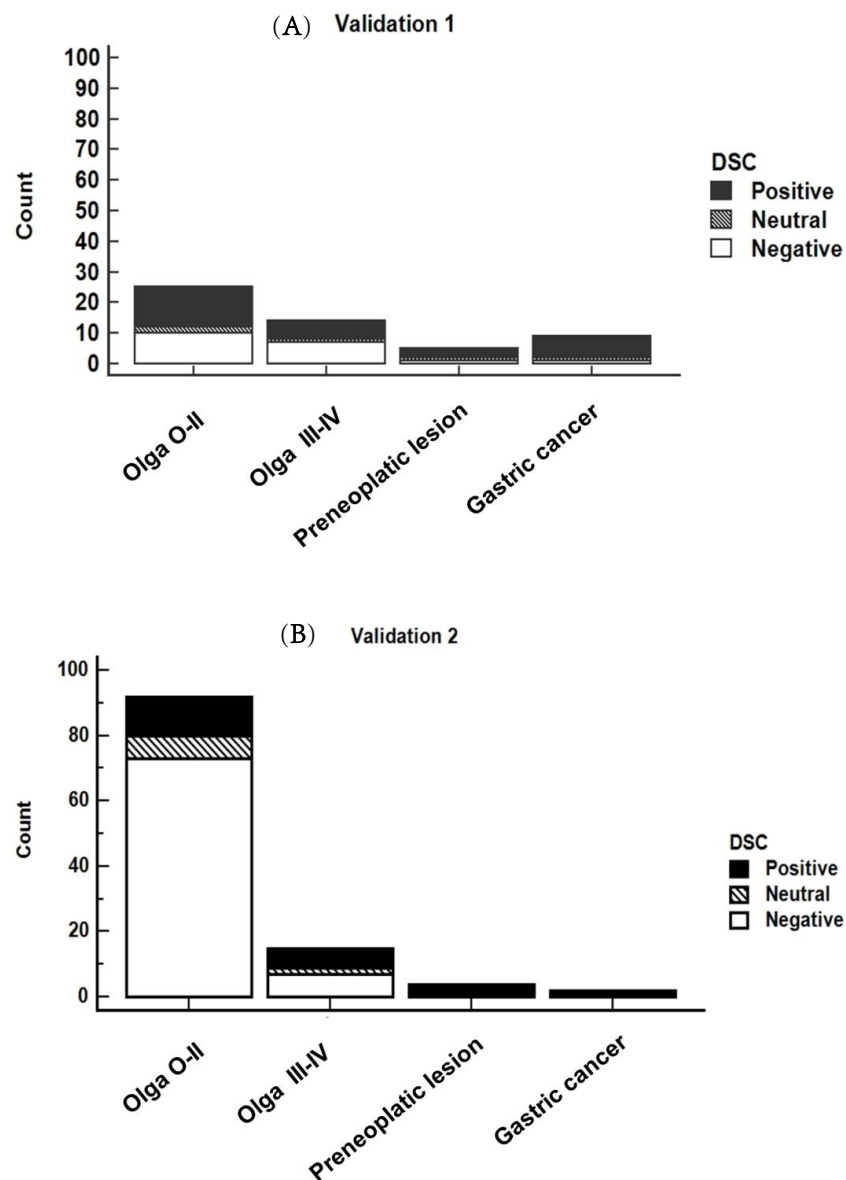 (A) Validation 1
100
90
80
70
60
50
40
30
20
10
0
Count
DSC
Positive
Neutral
Negative
Olga O-II
Olga III-IV
Preneoplatic lesion
Gastric cancer
(B) Validation 2
100
80
60
40
20
0
Count
DSC
Positive
Neutral
Negative
Olga O-II
Olga III-IV
Preneoplatic lesion
Gastric cancer